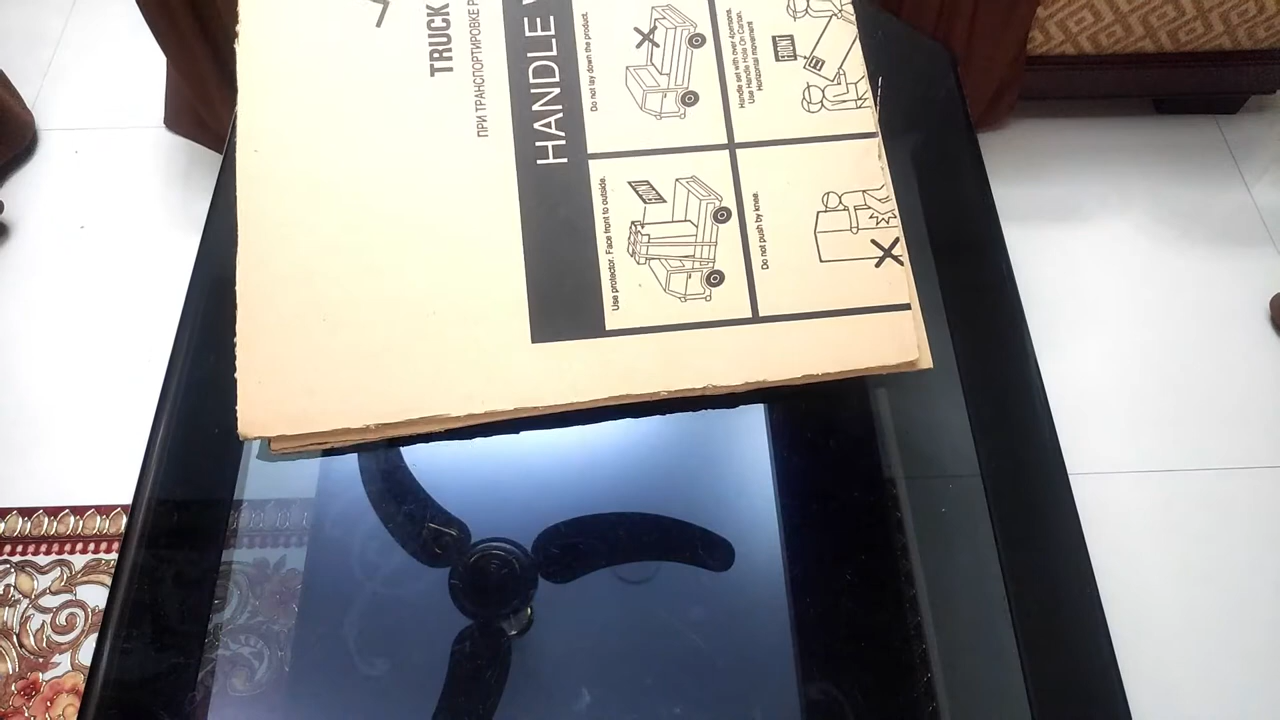 TRUCK
ПРИ ТРАНСПОРТИРОВКЕ
HANDLE
Do not lay down the product.
Handle set with over 4persons.
Use Handle Hole On Carton.
Horizontal movement
FRONT
Use protector. Face front to outside.
FRONT
Do not push by knee.